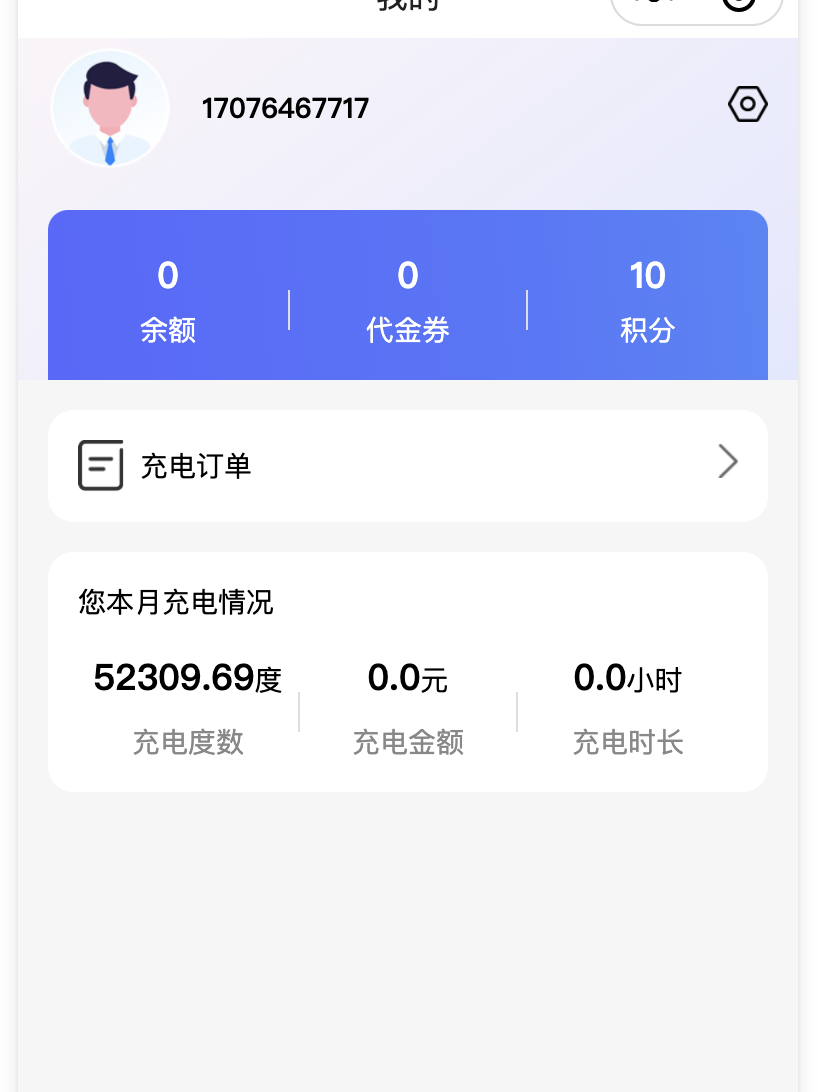 我的
17076467717
0
0
10
余额
代金券
积分
充电订单
您本月充电情况
52309.69度
0.0元
0.0小时
充电度数
充电金额
充电时长